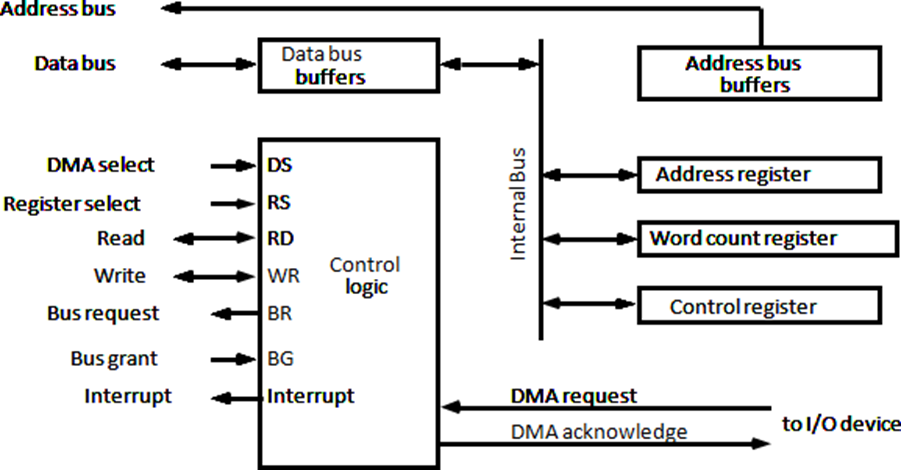 Address bus
Data bus
Data bus
buffers
Address bus
buffers
Internal Bus
DMA select
DS
Register select
RS
Read
RD
Write
WR
Bus request
BR
Bus grant
BG
Interrupt
Interrupt
Control
logic
Address register
Word count register
Control register
DMA request
DMA acknowledge
to I/O device